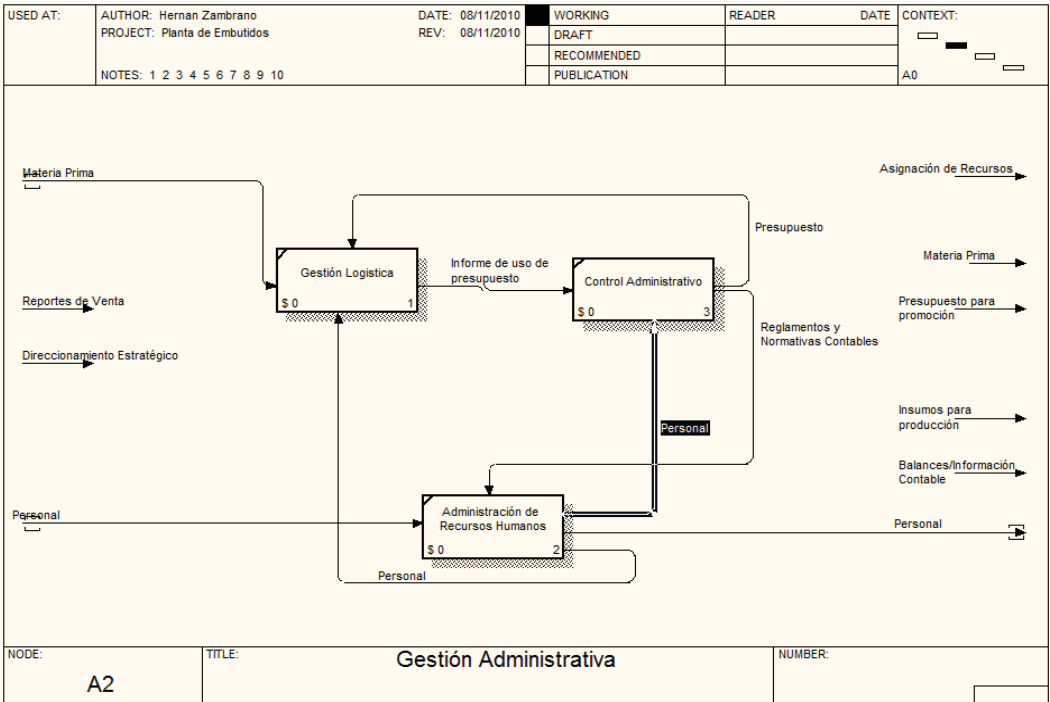 USED AT:
AUTHOR: Hernan Zambrano
DATE: 08/11/2010
PROJECT: Planta de Embutidos
REV: 08/11/2010
NOTES: 1 2 3 4 5 6 7 8 9 10
WORKING
DRAFT
RECOMMENDED
PUBLICATION
READER
DATE
CONTEXT:
A0
Materia Prima
Asignación de Recursos
Presupuesto
Gestión Logistica
$ 0
1
Informe de uso de
presupuesto
Control Administrativo
$ 0
3
Materia Prima
Reportes de Venta
Presupuesto para
promoción
Reglamentos y
Normativas Contables
Direccionamiento Estratégico
Insumos para
producción
Personal
Balances/Información
Contable
Personal
Administración de
Recursos Humanos
$ 0
2
Personal
Personal
NODE:
A2
TITLE:
Gestión Administrativa
NUMBER: